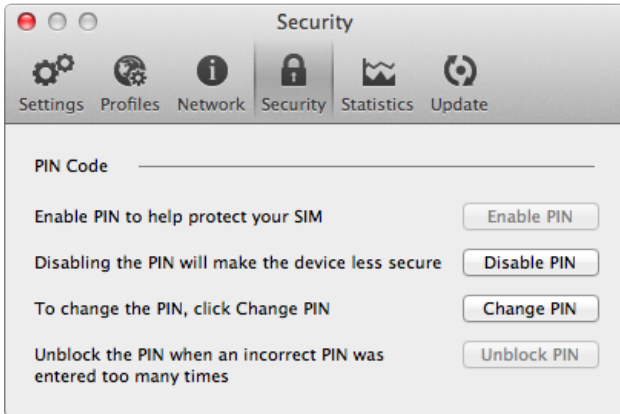 Security
Settings Profiles Network Security Statistics Update
PIN Code
Enable PIN to help protect your SIM Enable PIN
Disabling the PIN will make the device less secure Disable PIN
To change the PIN, click Change PIN Change PIN
Unblock the PIN when an incorrect PIN was Unblock PIN
entered too many times